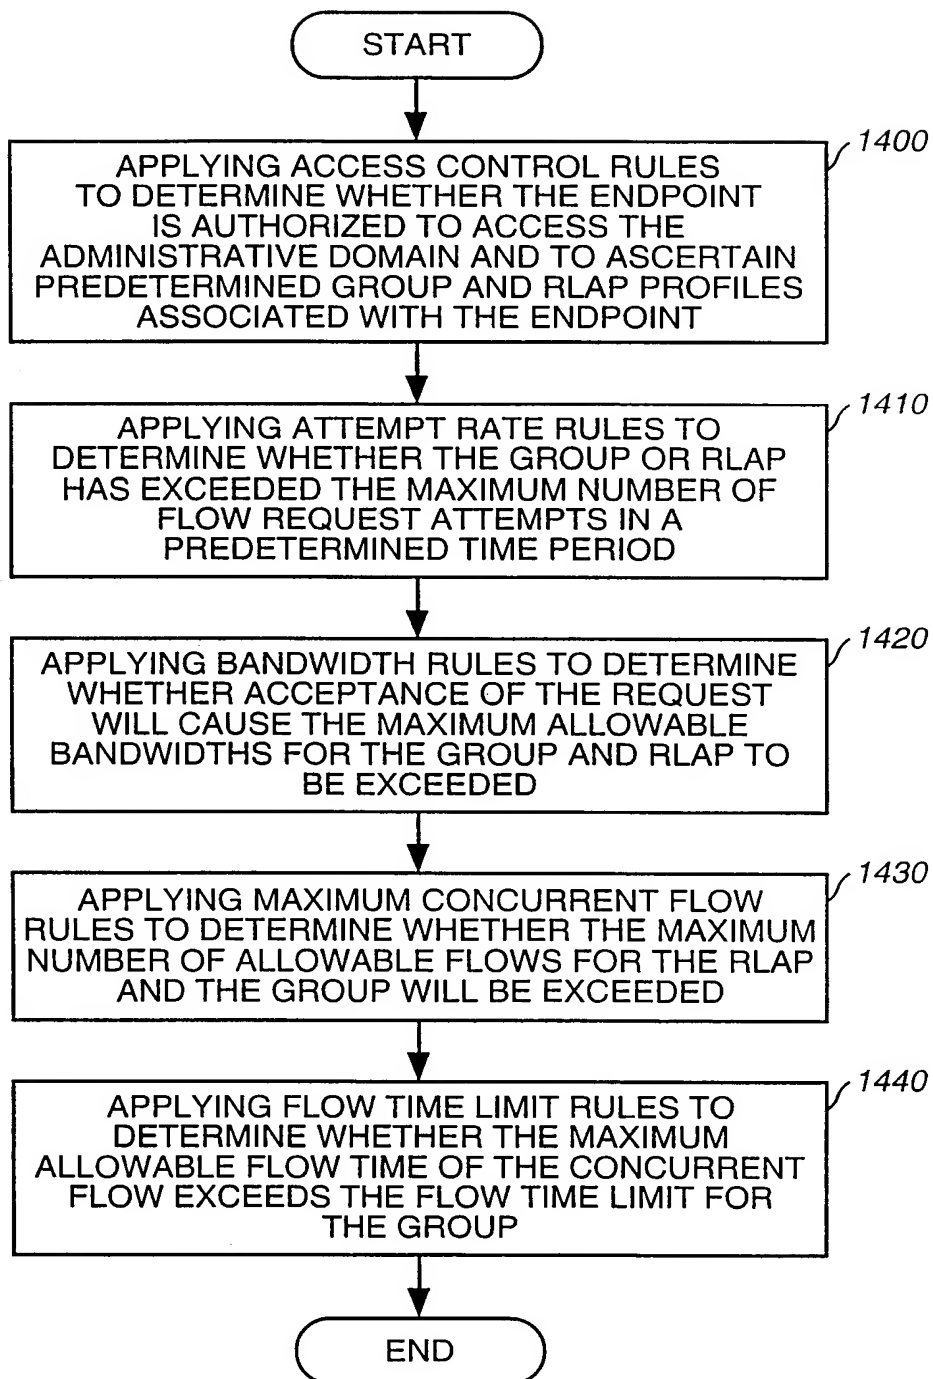 START
1400
APPLYING ACCESS CONTROL RULES
TO DETERMINE WHETHER THE ENDPOINT
IS AUTHORIZED TO ACCESS THE
ADMINISTRATIVE DOMAIN AND TO ASCERTAIN
PREDETERMINED GROUP AND RLAP PROFILES
ASSOCIATED WITH THE ENDPOINT
1410
APPLYING ATTEMPT RATE RULES TO
DETERMINE WHETHER THE GROUP OR RLAP
HAS EXCEEDED THE MAXIMUM NUMBER OF
FLOW REQUEST ATTEMPTS IN A
PREDETERMINED TIME PERIOD
1420
APPLYING BANDWIDTH RULES TO DETERMINE
WHETHER ACCEPTANCE OF THE REQUEST
WILL CAUSE THE MAXIMUM ALLOWABLE
BANDWIDTHS FOR THE GROUP AND RLAP TO
BE EXCEEDED
1430
APPLYING MAXIMUM CONCURRENT FLOW
RULES TO DETERMINE WHETHER THE MAXIMUM
NUMBER OF ALLOWABLE FLOWS FOR THE RLAP
AND THE GROUP WILL BE EXCEEDED
1440
APPLYING FLOW TIME LIMIT RULES TO
DETERMINE WHETHER THE MAXIMUM
ALLOWABLE FLOW TIME OF THE CONCURRENT
FLOW EXCEEDS THE FLOW TIME LIMIT FOR
THE GROUP
END